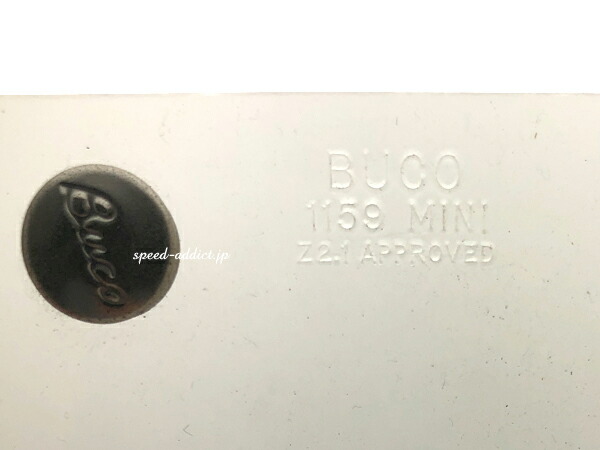 BUCO
1159 MINI
Z2.1 APPROVED
Buco
speed-addict.jp